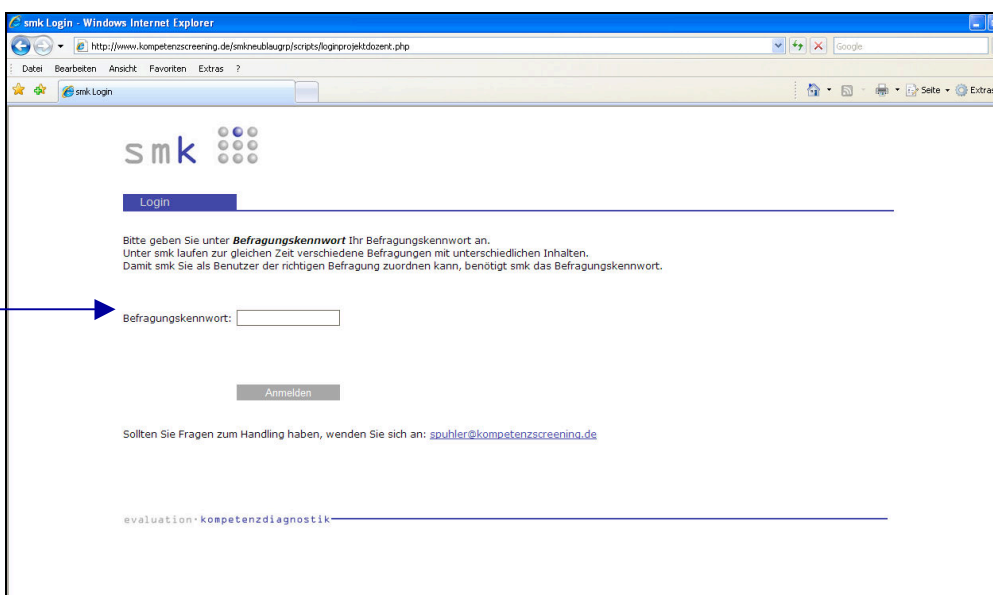 smk Login - Windows Internet Explorer
http://www.kompetenzscreening.de/smkneublaugrp/scripts/loginprojektdozent.php
Google
Datei Bearbeiten Ansicht Favoriten Extras ?
smk Login
Seite Extras
smk
Login
Bitte geben Sie unter Befragungskennwort Ihr Befragungskennwort an.
Unter smk laufen zur gleichen Zeit verschiedene Befragungen mit unterschiedlichen Inhalten.
Damit smk Sie als Benutzer der richtigen Befragung zuordnen kann, benötigt smk das Befragungskennwort.
Befragungskennwort:
Anmelden
Sollten Sie Fragen zum Handling haben, wenden Sie sich an: spuhler@kompetenzscreening.de
evaluation·kompetenzdiagnostik